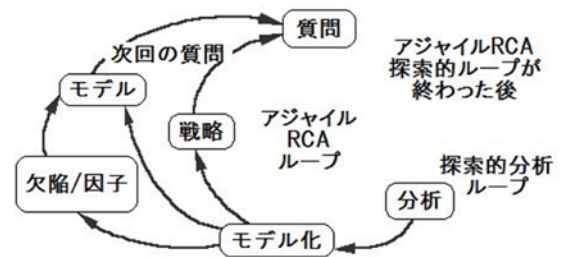 質問
アジャイルRCA
探索的ループが
終わった後
次回の質問
モデル
戦略
アジャイル
RCA
ループ
欠陥/因子
探索的分析
ループ
分析
モデル化